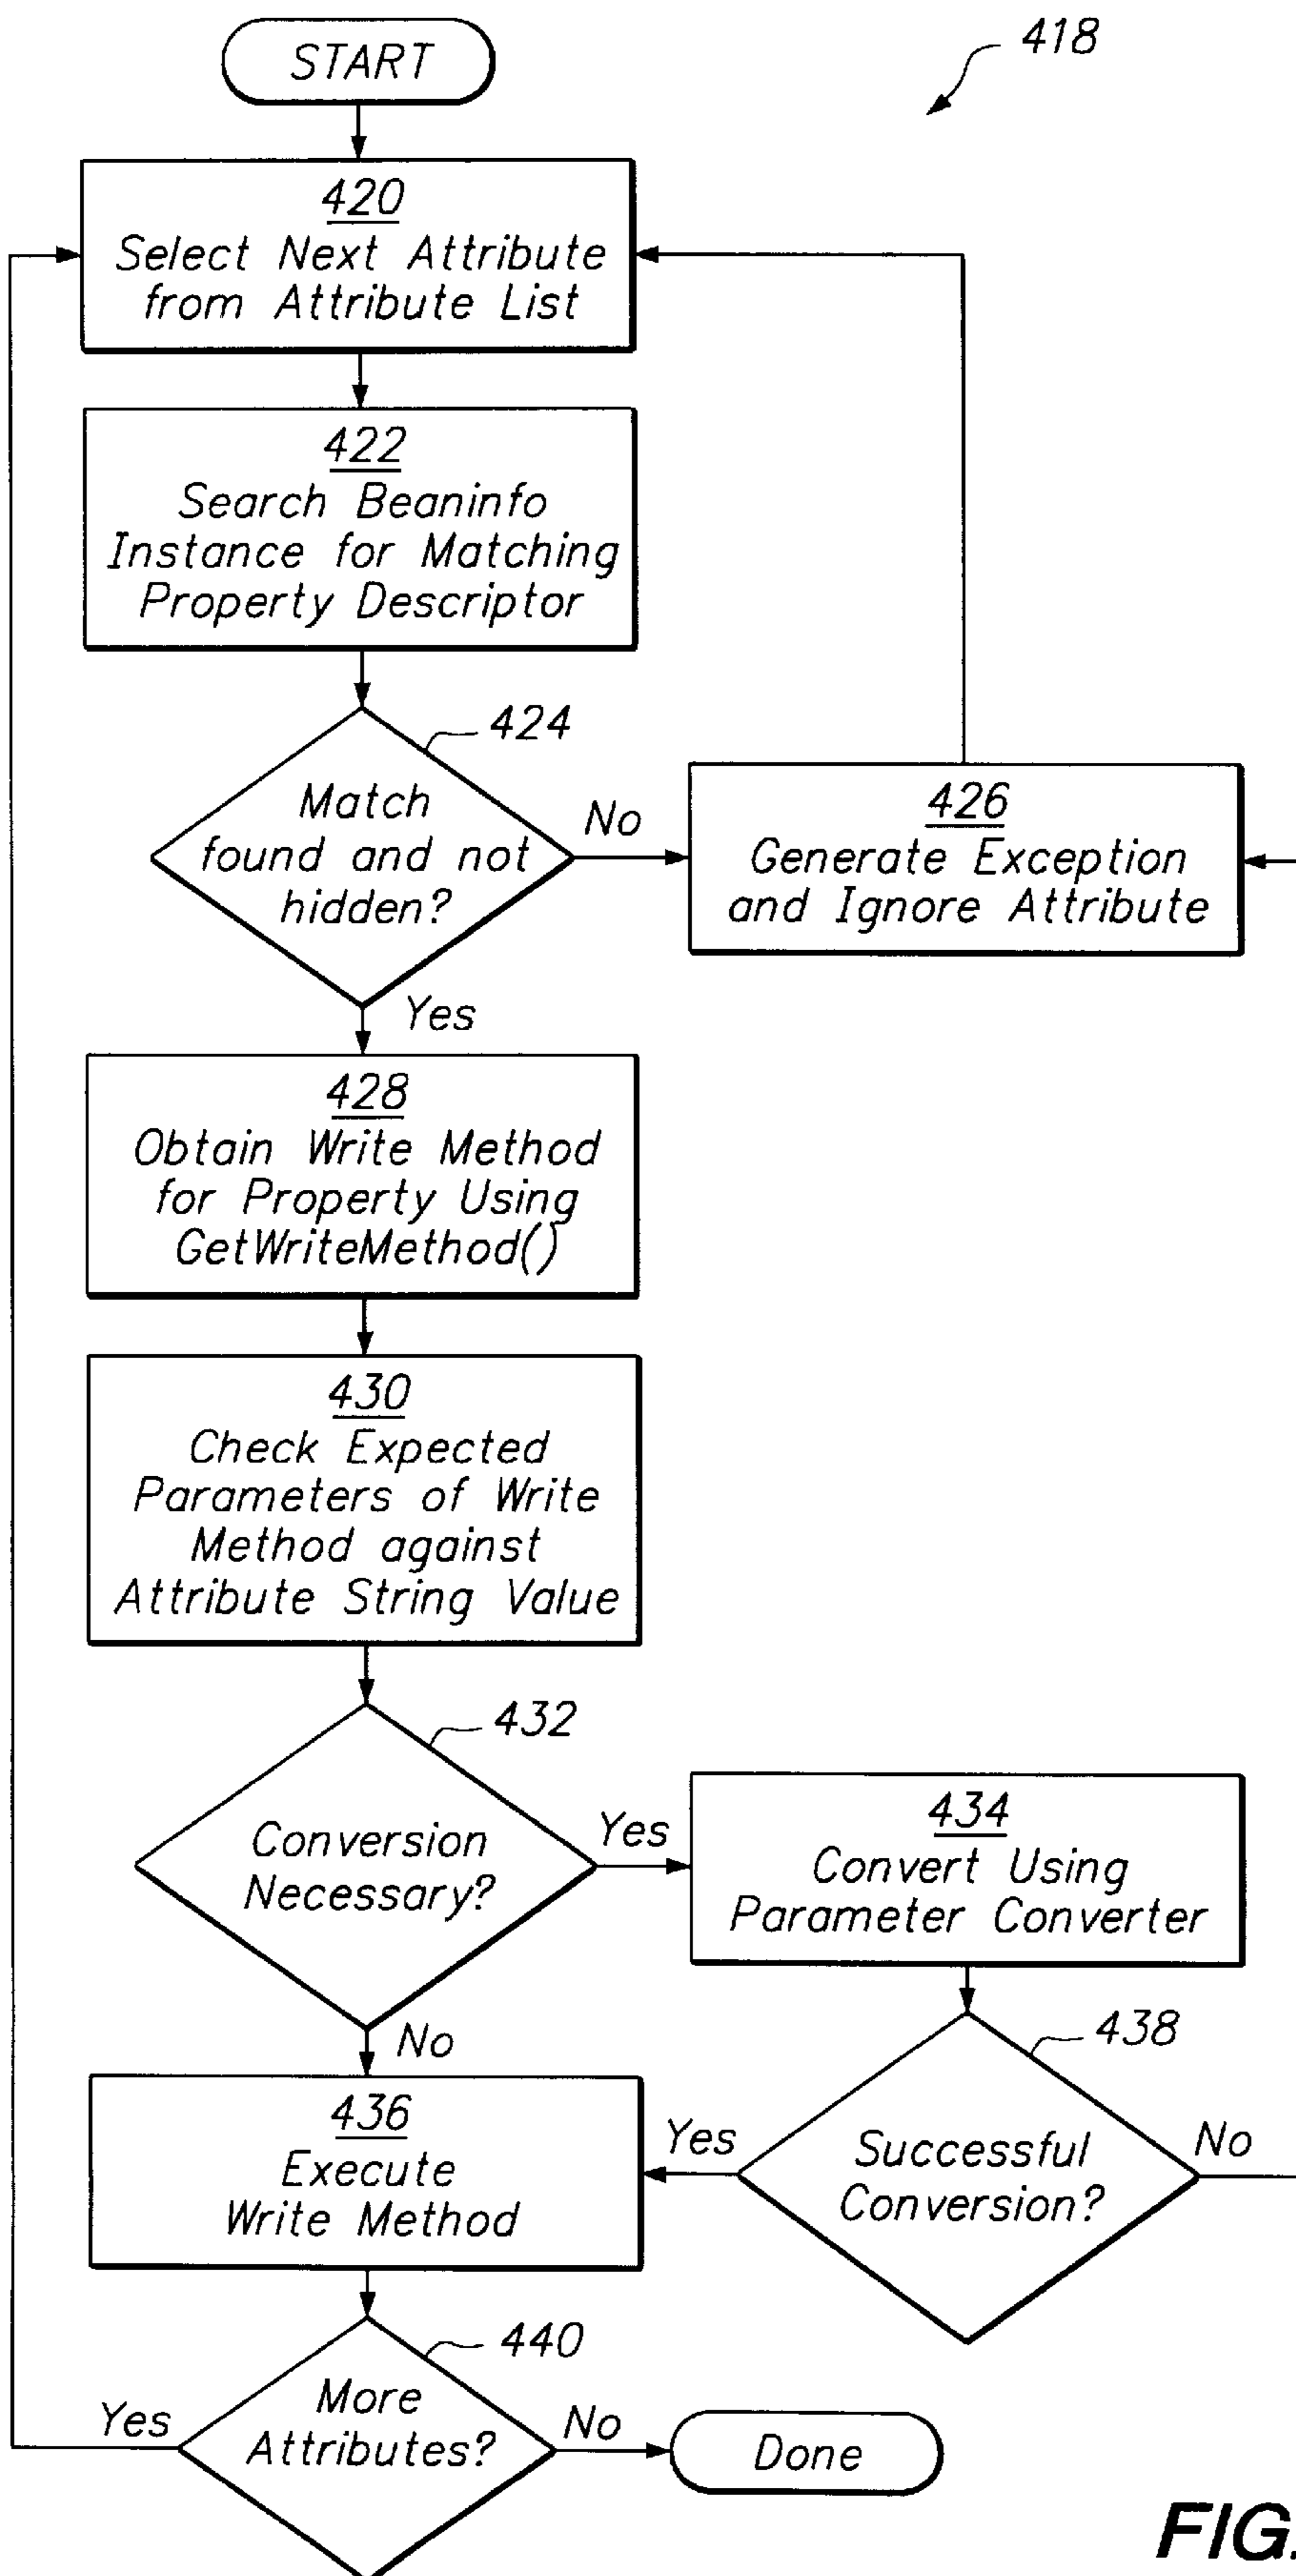 START
418
420
Select Next Attribute
from Attribute List
422
Search Beaninfo
Instance for Matching
Property Descriptor
424
Match
found and not
hidden?
No
426
Generate Exception
and Ignore Attribute
Yes
428
Obtain Write Method
for Property Using
GetWriteMethod()
430
Check Expected
Parameters of Write
Method against
Attribute String Value
432
Conversion
Necessary?
Yes
434
Convert Using
Parameter Converter
No
438
436
Execute
Write Method
Yes
Successful
Conversion?
No
440
More
Attributes?
Yes
No
Done
FIG.